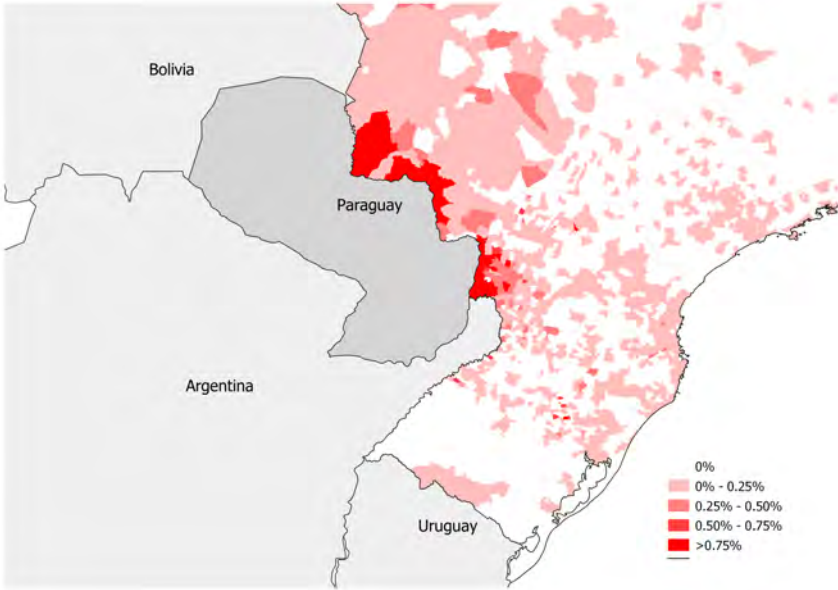 Bolivia
Paraguay
Argentina
Uruguay
0%
0% - 0.25%
0.25% - 0.50%
0.50% - 0.75%
>0.75%